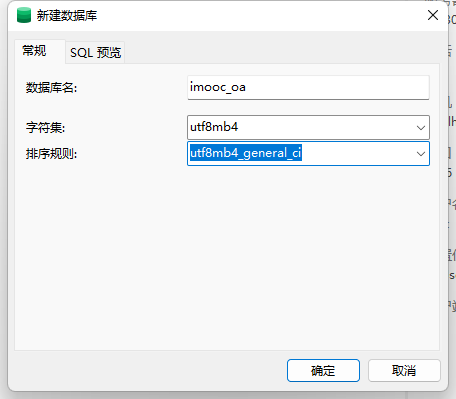 新建数据库
常规
SQL 预览
数据库名:
imooc_oa
字符集:
utf8mb4
排序规则:
utf8mb4_general_ci
确定
取消